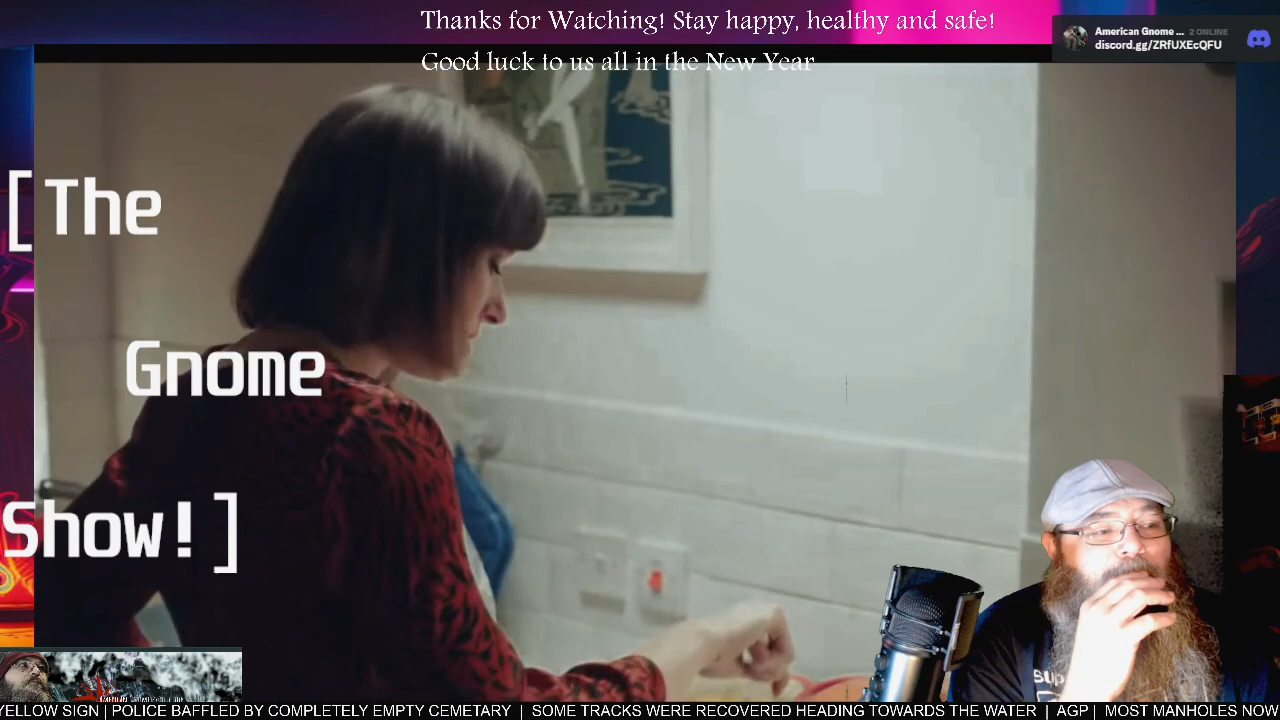 Thanks for Watching! Stay happy, healthy and safe!
Good luck to us all in the New Year
American Gnome ... 2 ONLINE
discord.gg/ZRfUXEcQFU
[The
Gnome
Show!]
YELLOW SIGN | POLICE BAFFLED BY COMPLETELY EMPTY CEMETARY | SOME TRACKS WERE RECOVERED HEADING TOWARDS THE WATER | AGP | MOST MANHOLES NOW